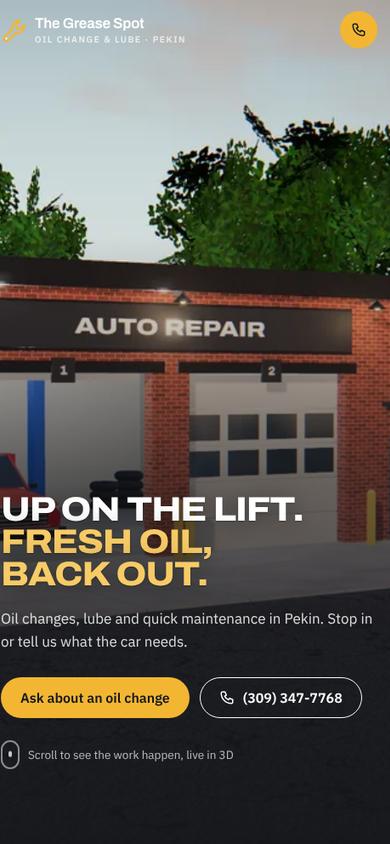 The Grease Spot
OIL CHANGE & LUBE · PEKIN
AUTO REPAIR
1
2
UP ON THE LIFT.
FRESH OIL,
BACK OUT.
Oil changes, lube and quick maintenance in Pekin. Stop in
or tell us what the car needs.
Ask about an oil change
(309) 347-7768
Scroll to see the work happen, live in 3D